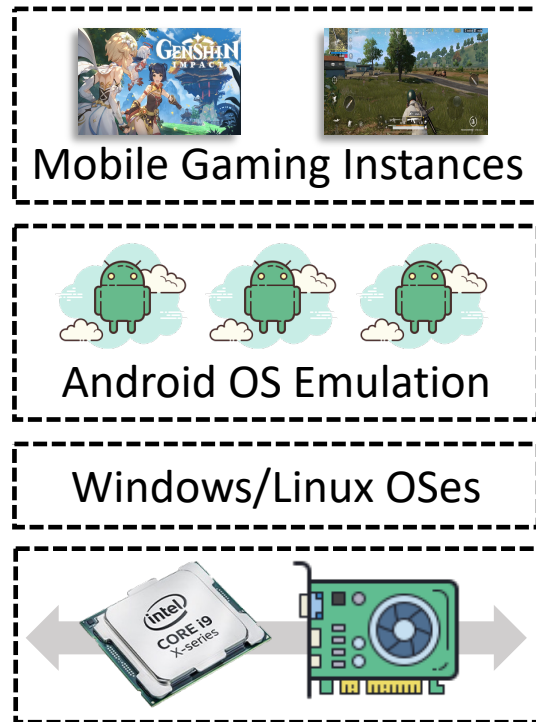 GENSHIN
IMPACT
Mobile Gaming Instances
Android OS Emulation
Windows/Linux OSes
intel
CORE i9
X-series